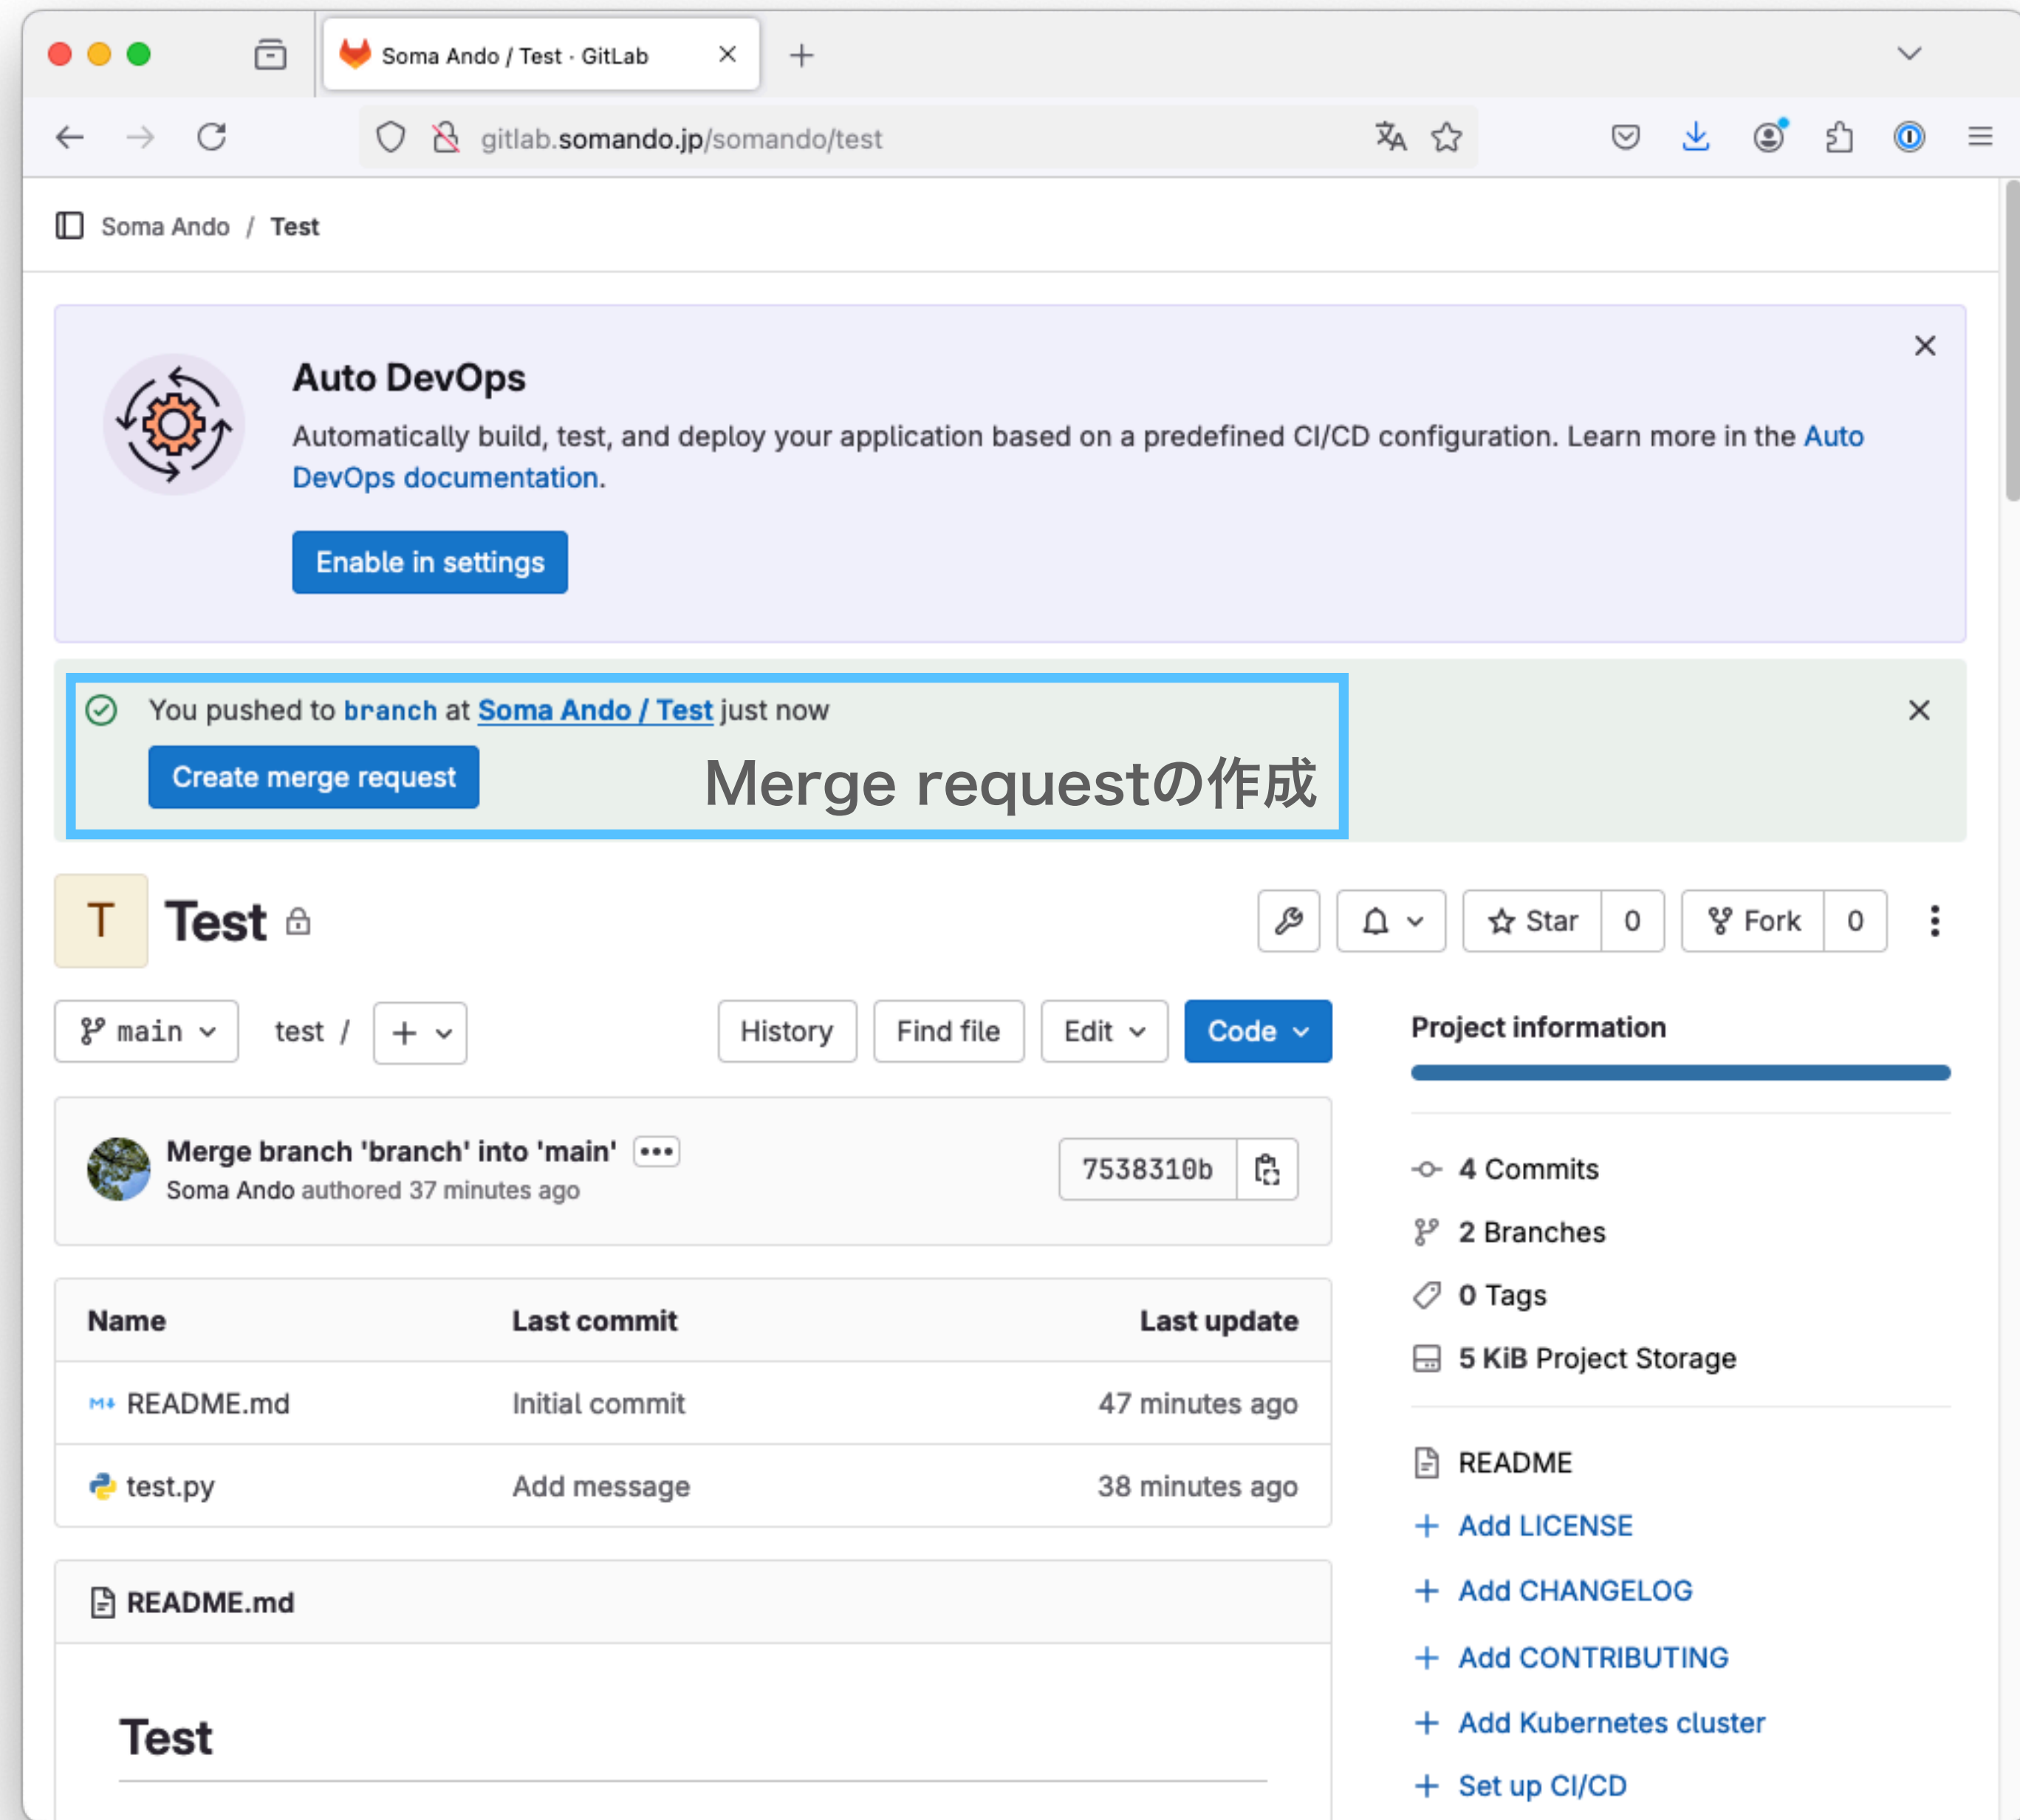 Soma Ando / Test · GitLab
gitlab.somando.jp/somando/test
Soma Ando / Test
Auto DevOps
Automatically build, test, and deploy your application based on a predefined CI/CD configuration. Learn more in the Auto
DevOps documentation.
Enable in settings
You pushed to branch at Soma Ando / Test just now
Create merge request
Merge requestの作成
T Test
Star 0 Fork 0
main test / + History Find file Edit Code
Merge branch 'branch' into 'main'
Soma Ando authored 37 minutes ago
7538310b
Name Last commit Last update
README.md Initial commit 47 minutes ago
test.py Add message 38 minutes ago
README.md
Test
Project information
4 Commits
2 Branches
0 Tags
5 KiB Project Storage
README
+ Add LICENSE
+ Add CHANGELOG
+ Add CONTRIBUTING
+ Add Kubernetes cluster
+ Set up CI/CD